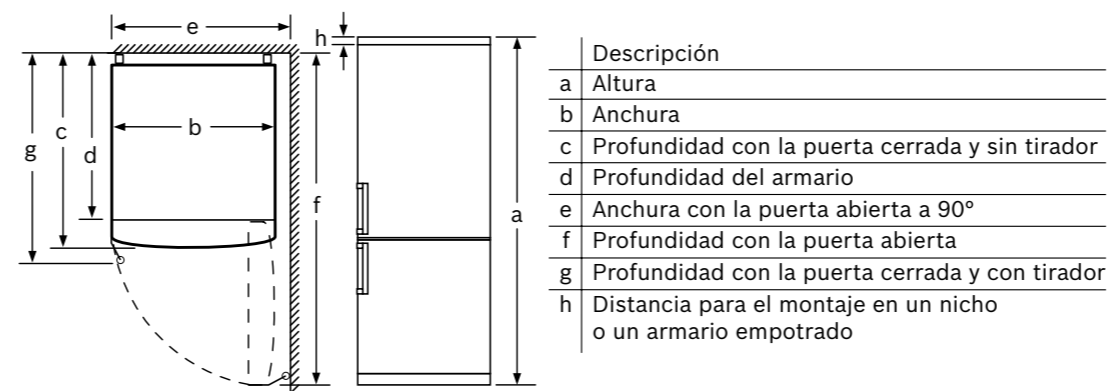 e
h
c
b
g
d
f
a
Descripción
a Altura
b Anchura
c Profundidad con la puerta cerrada y sin tirador
d Profundidad del armario
e Anchura con la puerta abierta a 90º
f Profundidad con la puerta abierta
g Profundidad con la puerta cerrada y con tirador
h Distancia para el montaje en un nicho
o un armario empotrado